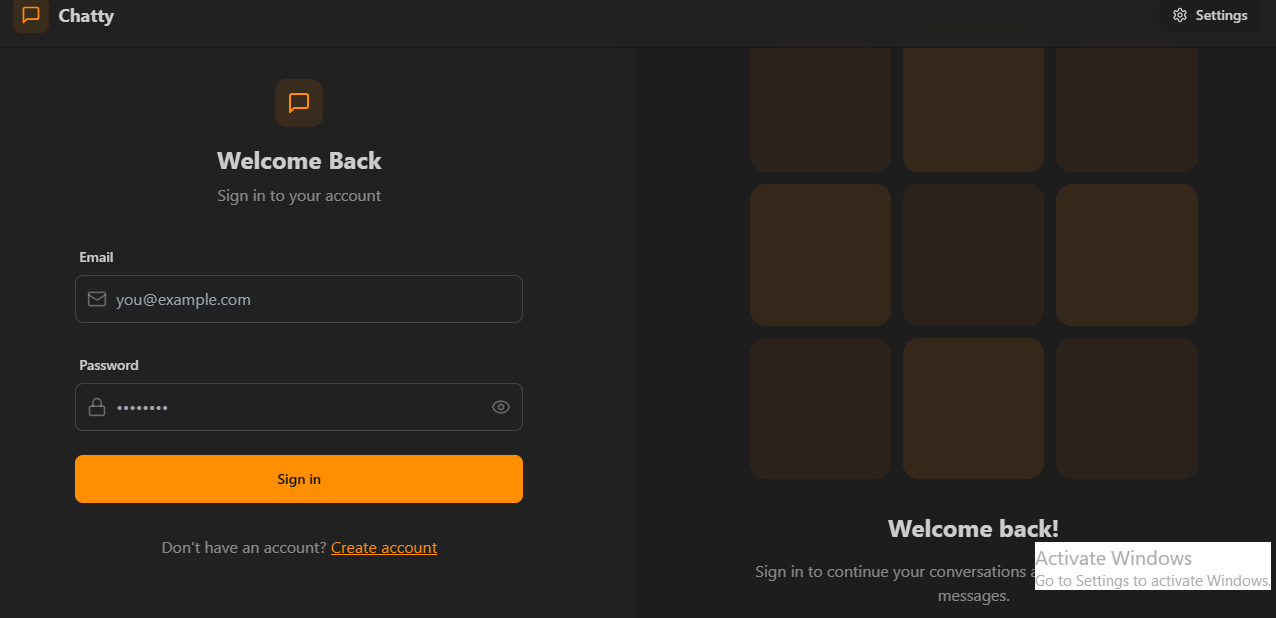 Chatty
Settings
Welcome Back
Sign in to your account
Email
you@example.com
Password
••••••••
Sign in
Don't have an account? Create account
Welcome back!
Sign in to continue your conversations
messages.
Activate Windows
Go to Settings to activate Windows.